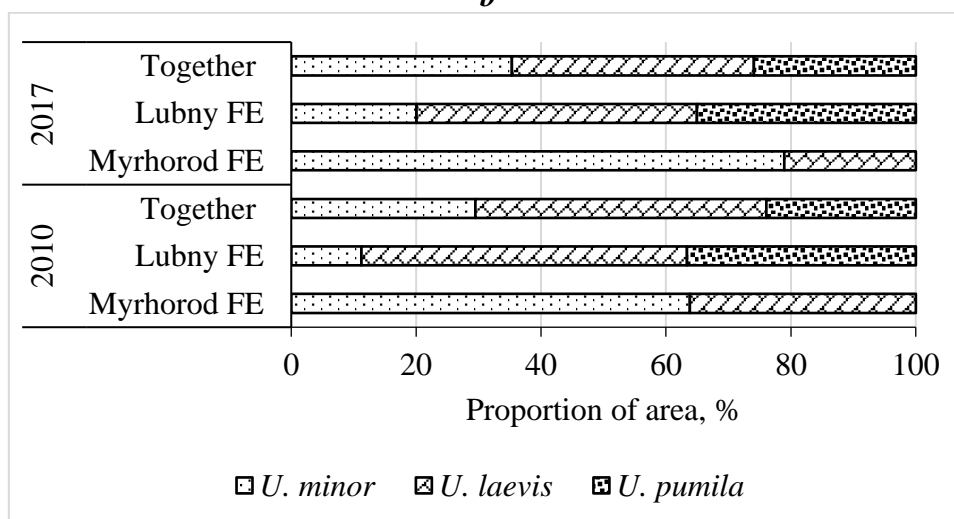 2017
Together
Lubny FE
Myrhorod FE
2010
Together
Lubny FE
Myrhorod FE
0 20 40 60 80 100
Proportion of area, %
U. minor U. laevis U. pumila